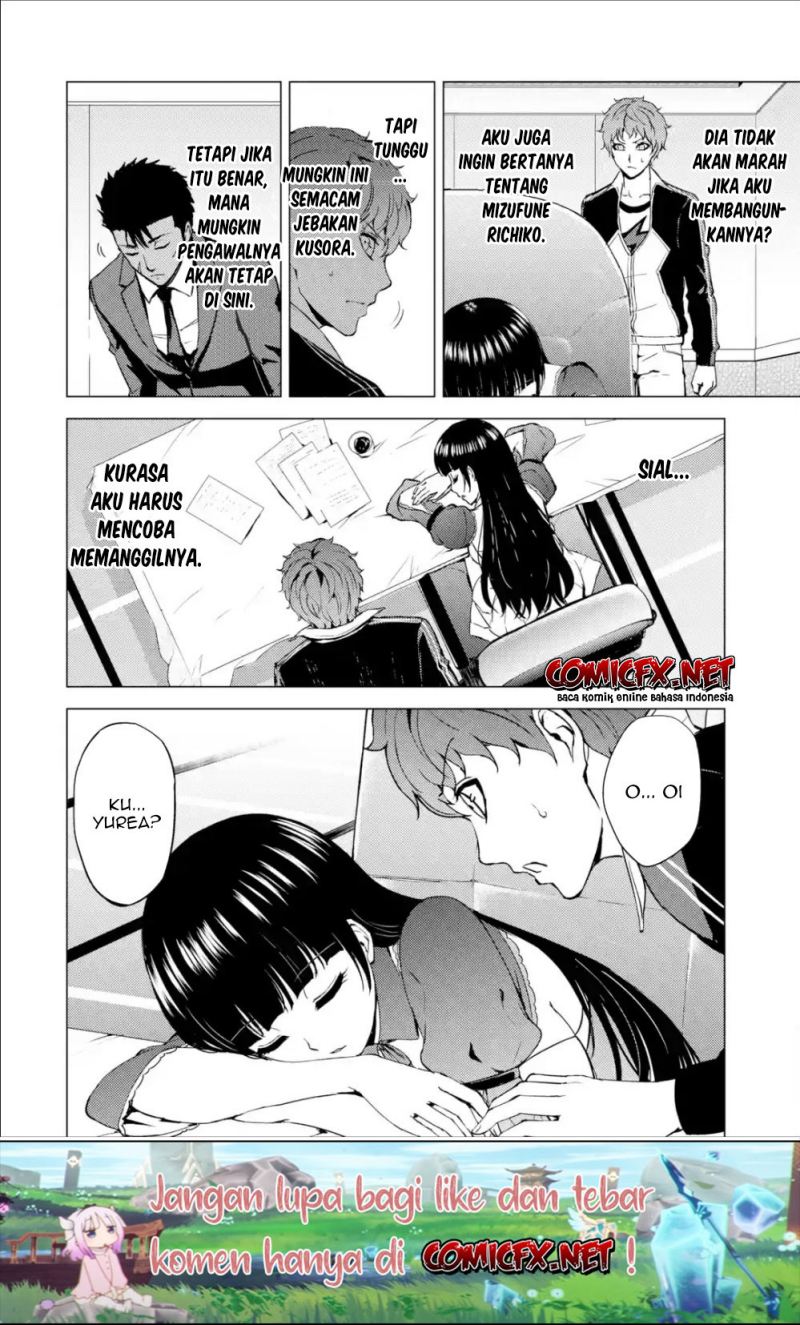 DIA TIDAK
AKAN MARAH
JIKA AKU
MEMBANGUN-
KANNYA?
AKU JUGA
INGIN BERTANYA
TENTANG
MIZUFUNE
RICHIKO.
TAPI
TUNGGU
...
MUNGKIN INI
SEMACAM
JEBAKAN
KUSORA.
TETAPI JIKA
ITU BENAR,
MANA
MUNGKIN
PENGAWALNYA
AKAN TETAP
DI SINI.
SIAL...
KURASA
AKU HARUS
MENCOBA
MEMANGGILNYA.
COMICFX.NET
Baca Komik Online Bahasa Indonesia
O... OI
KU...
YUREA?
Jangan lupa bagi like dan tebar
komen hanya di COMICFX.NET !